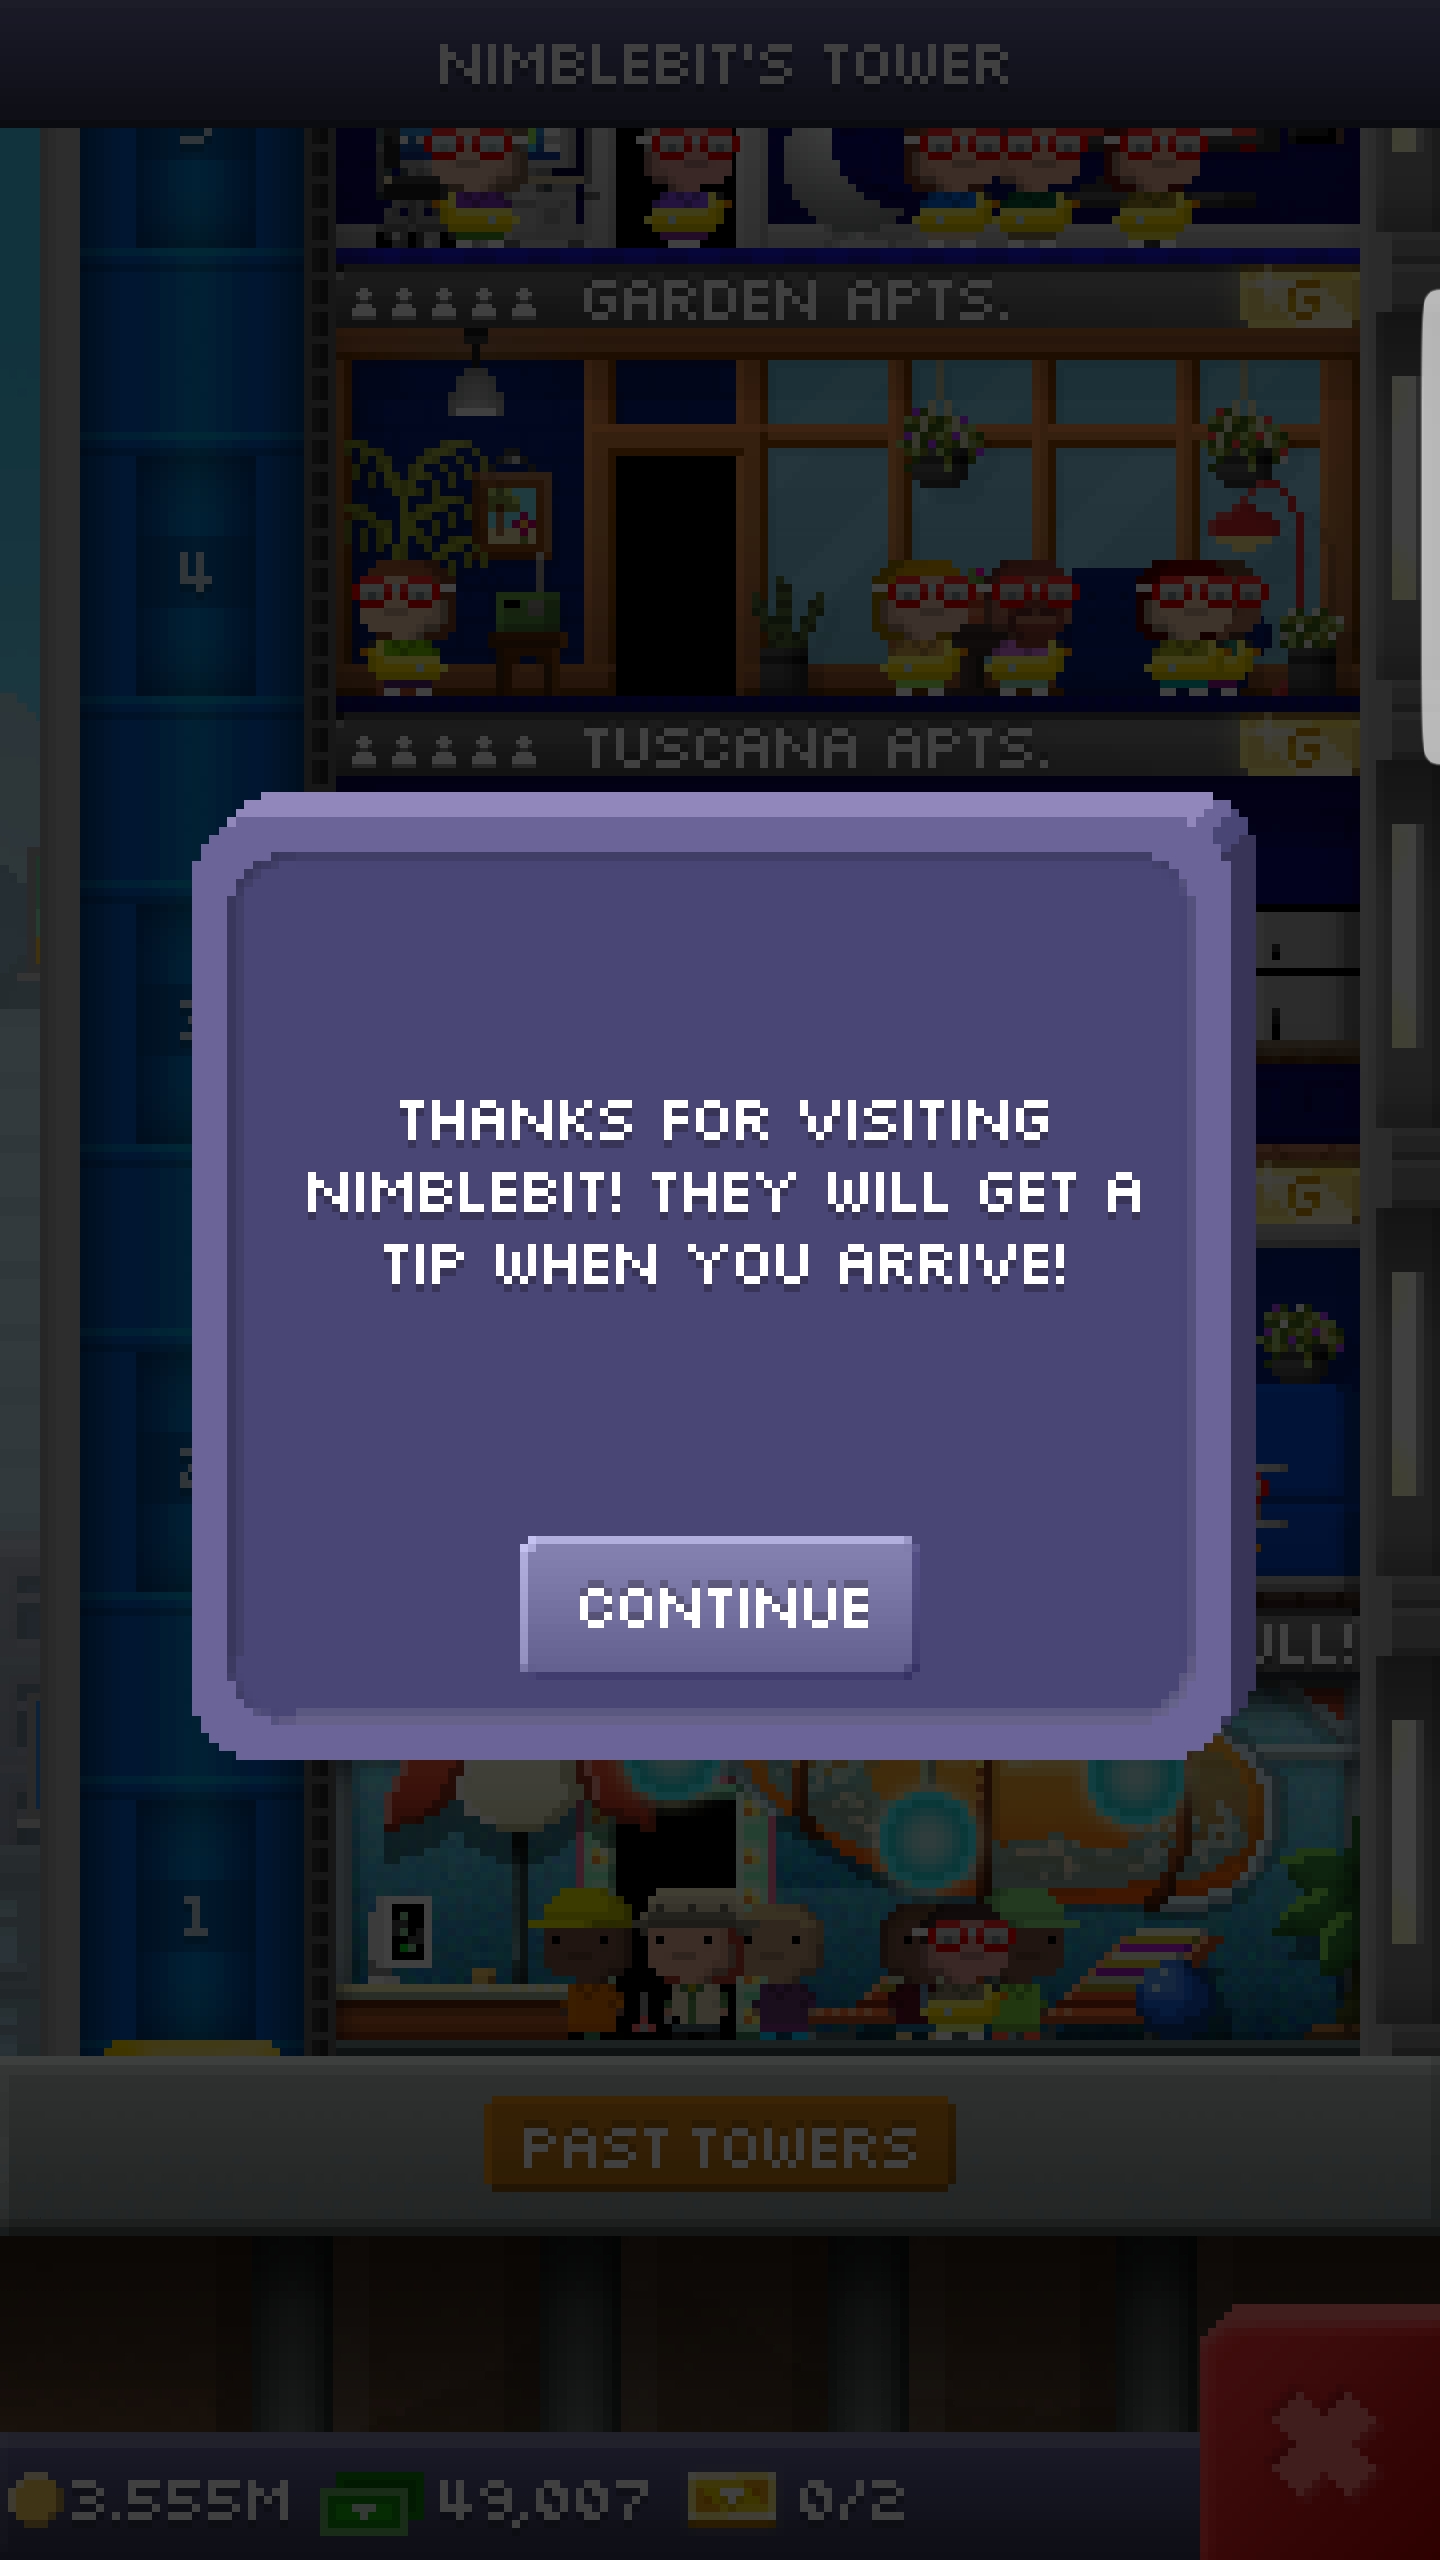 NIMBLEBIT'S TOWER
GARDEN APTS.
G
4
TUSCANA APTS.
G
THANKS FOR VISITING
NIMBLEBIT! THEY WILL GET A
TIP WHEN YOU ARRIVE!
G
CONTINUE
1
PAST TOWERS
3.555M 49,007 0/2